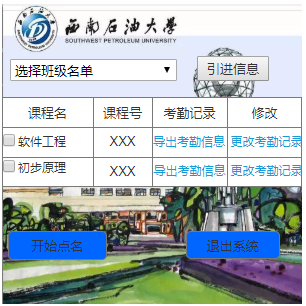 西南石油大学
SOUTHWEST PETROLEUM UNIVERSITY
选择班级名单 引进信息
课程名 课程号 考勤记录 修改
软件工程 XXX 导出考勤信息 更改考勤记录
初步原理 XXX 导出考勤信息 更改考勤记录
开始点名 退出系统